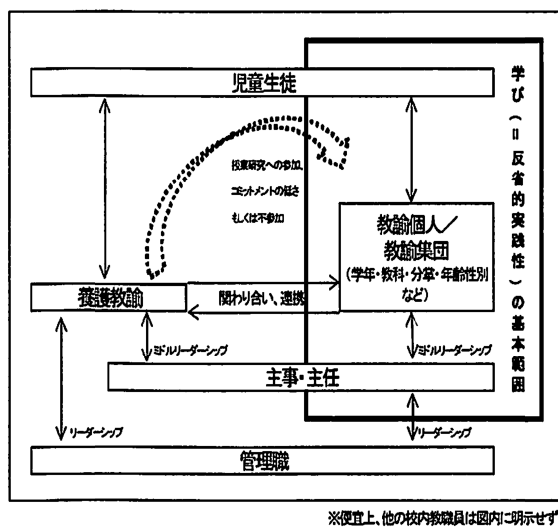 児童生徒
学び(=反省的実践性)の基本範囲
授業研究への参加、
コミットメントの低さ
もしくは不参加
教諭個人／
教諭集団
(学年・教科・分掌・年齢性別
など)
養護教諭
関わり合い、連携
ミドルリーダーシップ
ミドルリーダーシップ
主事・主任
リーダーシップ
リーダーシップ
管理職
※便宜上、他の校内教職員は図内に明示せず